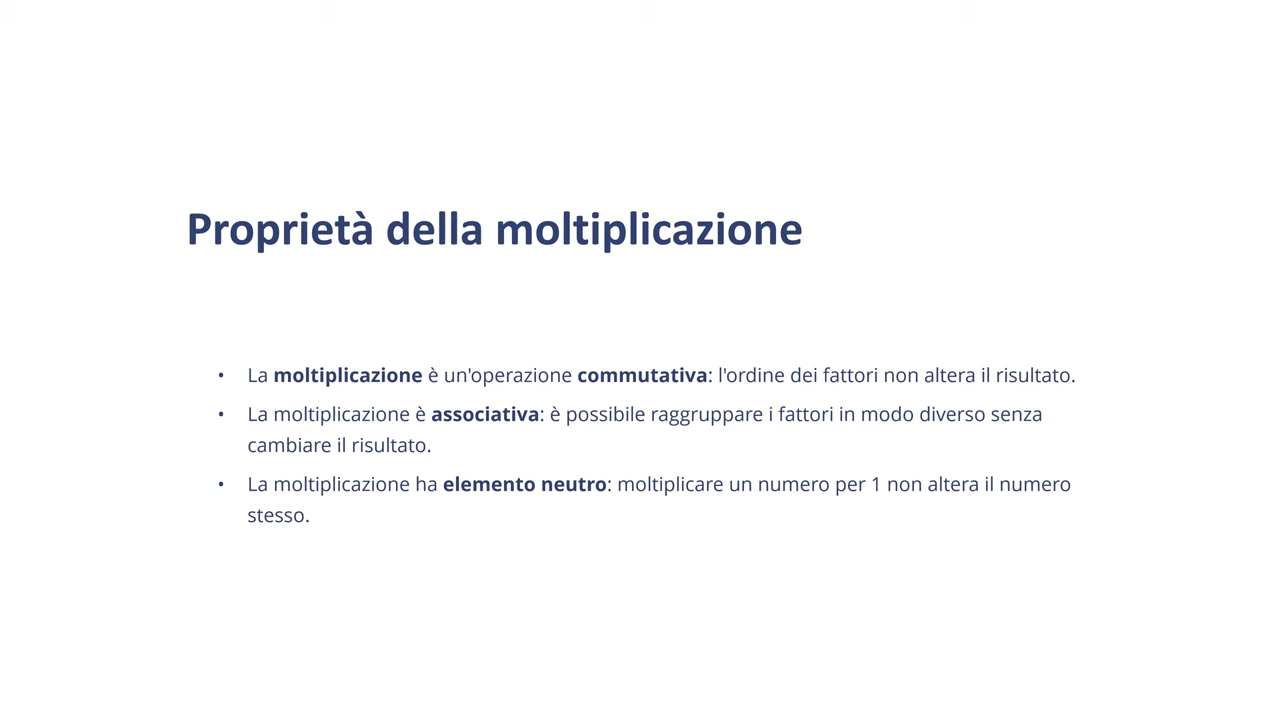 Proprietà della moltiplicazione
• La moltiplicazione è un'operazione commutativa: l'ordine dei fattori non altera il risultato.
• La moltiplicazione è associativa: è possibile raggruppare i fattori in modo diverso senza
cambiare il risultato.
• La moltiplicazione ha elemento neutro: moltiplicare un numero per 1 non altera il numero
stesso.